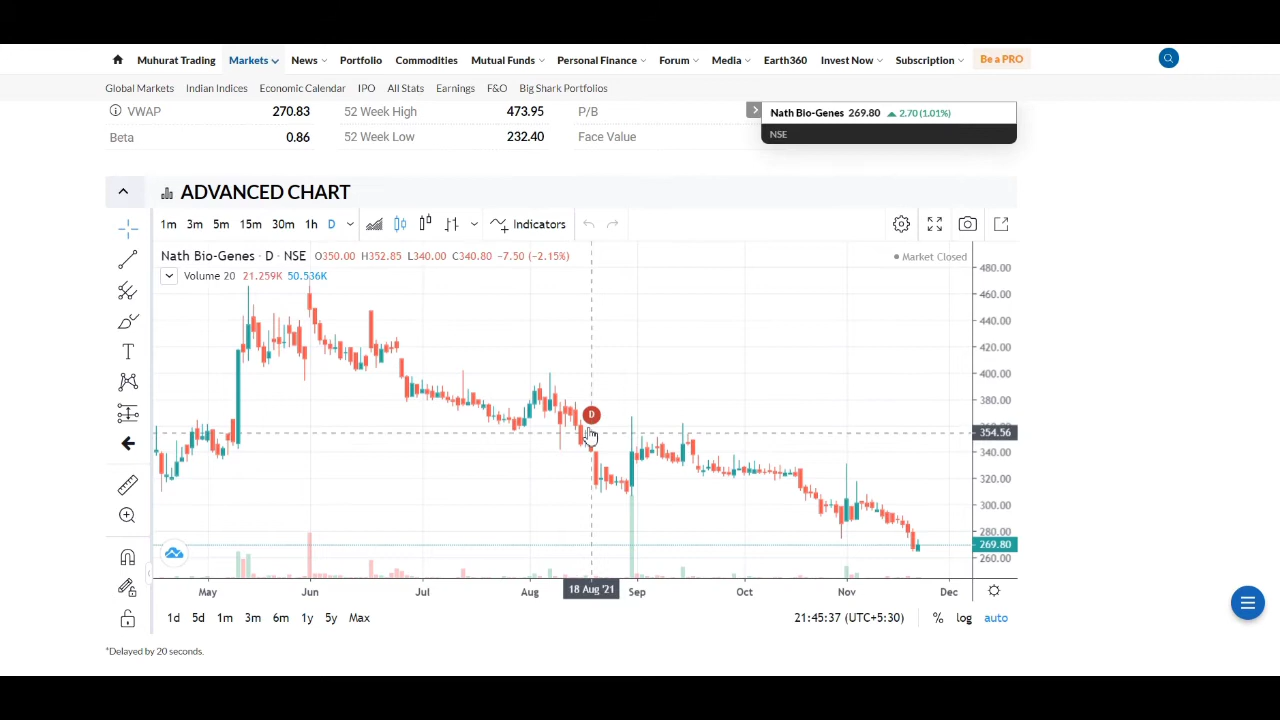 Muhurat Trading Markets News Portfolio Commodities Mutual Funds Personal Finance Forum Media Earth360 Invest Now Subscription Be a PRO
Global Markets Indian Indices Economic Calendar IPO All Stats Earnings F&O Big Shark Portfolios
VWAP 270.83 52 Week High 473.95 P/B
Nath Bio-Genes 269.80 2.70 (1.01%)
NSE
Beta 0.86 52 Week Low 232.40 Face Value
ADVANCED CHART
1m 3m 5m 15m 30m 1h D Indicators
Nath Bio-Genes · D · NSE O350.00 H352.85 L340.00 C340.80 -7.50 (-2.15%)
Market Closed
Volume 20 21.259K 50.536K
480.00
460.00
440.00
420.00
400.00
380.00
D
354.56
340.00
320.00
300.00
280.00
269.80
260.00
May Jun Jul Aug 18 Aug '21 Sep Oct Nov Dec
1d 5d 1m 3m 6m 1y 5y Max 21:45:37 (UTC+5:30) % log auto
*Delayed by 20 seconds.